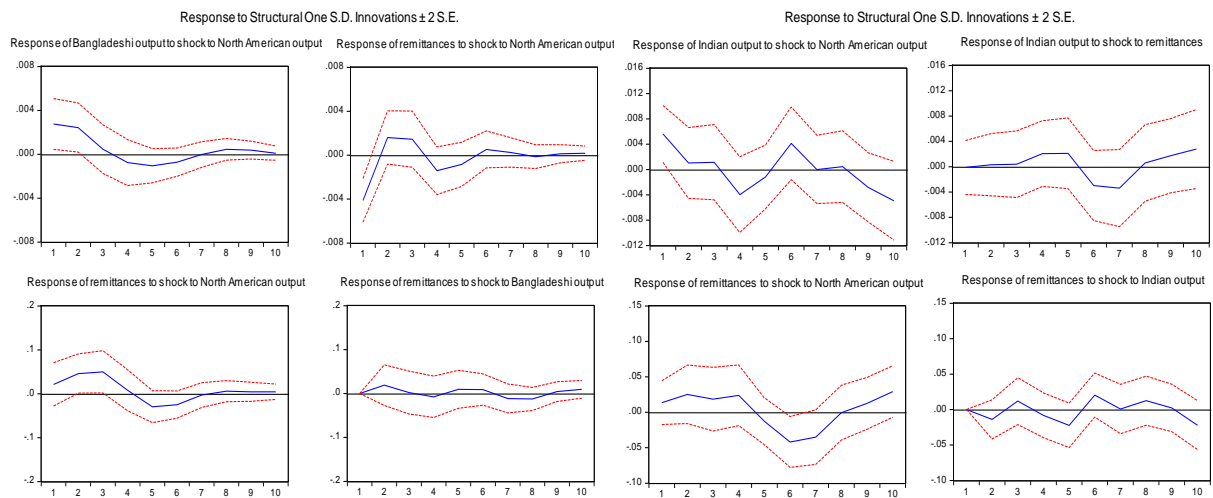 Response to Structural One S.D. Innovations ± 2 S.E.
Response of Bangladeshi output to shock to North American output
.008
.004
.000
-.004
-.008
1 2 3 4 5 6 7 8 9 10
Response of remittances to shock to North American output
.008
.004
.000
-.004
-.008
1 2 3 4 5 6 7 8 9 10
Response of remittances to shock to North American output
.2
.1
.0
-.1
-.2
1 2 3 4 5 6 7 8 9 10
Response of remittances to shock to Bangladeshi output
.2
.1
.0
-.1
-.2
1 2 3 4 5 6 7 8 9 10
Response to Structural One S.D. Innovations ± 2 S.E.
Response of Indian output to shock to North American output
.016
.012
.008
.004
.000
-.004
-.008
-.012
1 2 3 4 5 6 7 8 9 10
Response of Indian output to shock to remittances
.016
.012
.008
.004
.000
-.004
-.008
-.012
1 2 3 4 5 6 7 8 9 10
Response of remittances to shock to North American output
.15
.10
.05
.00
-.05
-.10
1 2 3 4 5 6 7 8 9 10
Response of remittances to shock to Indian output
.15
.10
.05
.00
-.05
-.10
1 2 3 4 5 6 7 8 9 10